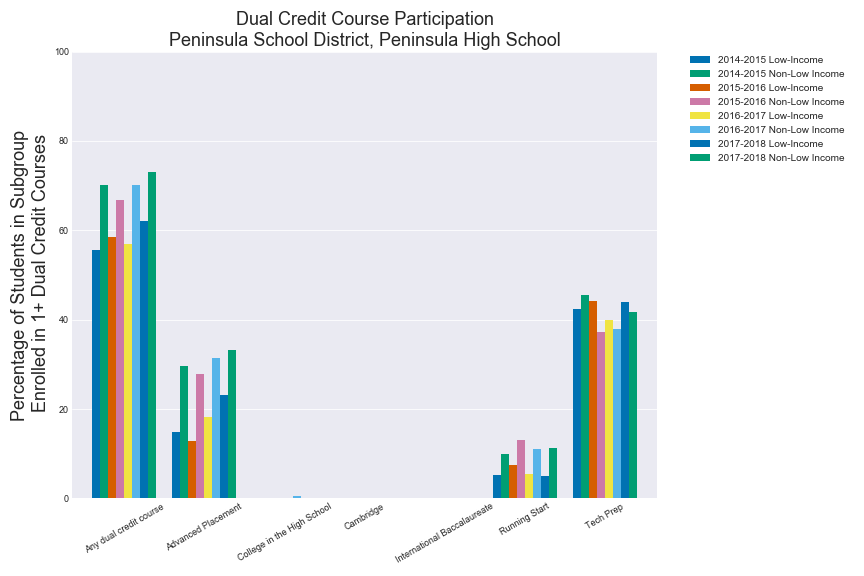 Dual Credit Course Participation
Peninsula School District, Peninsula High School
Percentage of Students in Subgroup
Enrolled in 1+ Dual Credit Courses
100
80
60
40
20
0
Any dual credit course
Advanced Placement
College in the High School
Cambridge
International Baccalaureate
Running Start
Tech Prep
2014-2015 Low-Income
2014-2015 Non-Low Income
2015-2016 Low-Income
2015-2016 Non-Low Income
2016-2017 Low-Income
2016-2017 Non-Low Income
2017-2018 Low-Income
2017-2018 Non-Low Income